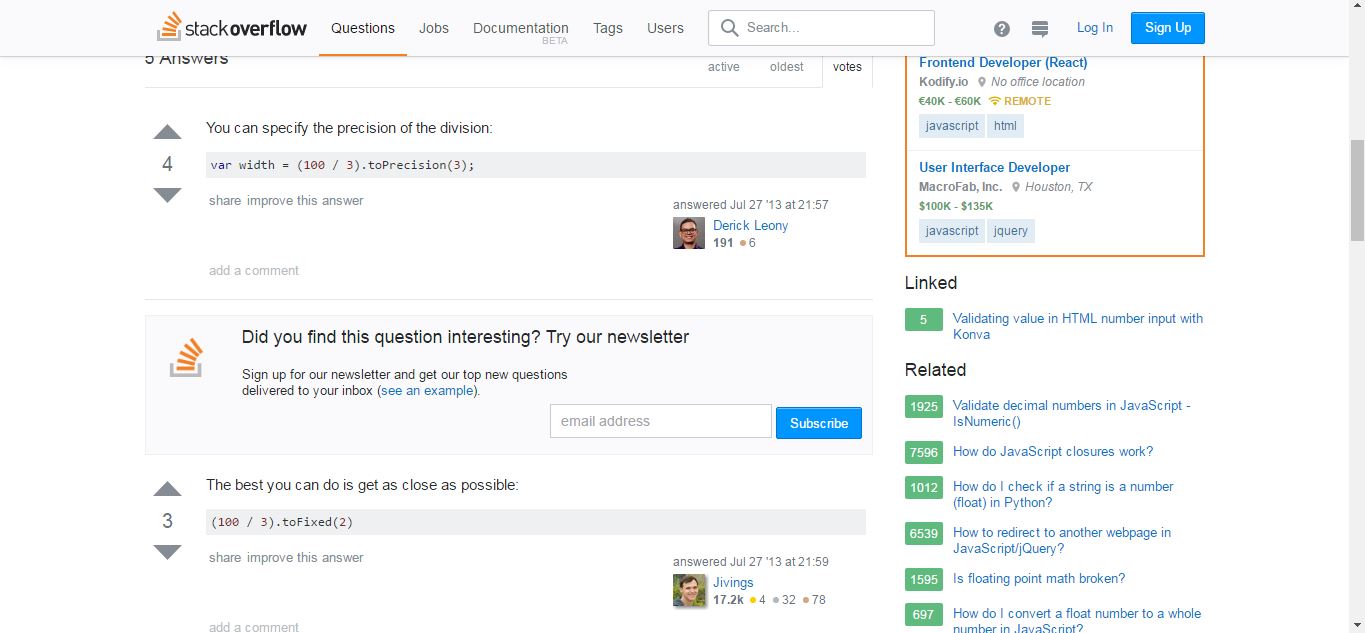 stackoverflow Questions Jobs Documentation Tags Users Search... Log In Sign Up
BETA
5 Answers
active oldest votes
You can specify the precision of the division:
4
var width = (100 / 3).toPrecision(3);
share improve this answer
answered Jul 27 '13 at 21:57
Derick Leony
191 6
add a comment
Did you find this question interesting? Try our newsletter
Sign up for our newsletter and get our top new questions
delivered to your inbox (see an example).
email address Subscribe
The best you can do is get as close as possible:
3
(100 / 3).toFixed(2)
share improve this answer
answered Jul 27 '13 at 21:59
Jivings
17.2k 4 32 78
add a comment
Frontend Developer (React)
Kodify.io No office location
€40K - €60K REMOTE
javascript html
User Interface Developer
MacroFab, Inc. Houston, TX
$100K - $135K
javascript jquery
Linked
5 Validating value in HTML number input with
Konva
Related
1925 Validate decimal numbers in JavaScript -
IsNumeric()
7596 How do JavaScript closures work?
1012 How do I check if a string is a number
(float) in Python?
6539 How to redirect to another webpage in
JavaScript/jQuery?
1595 Is floating point math broken?
697 How do I convert a float number to a whole
number in JavaScript?